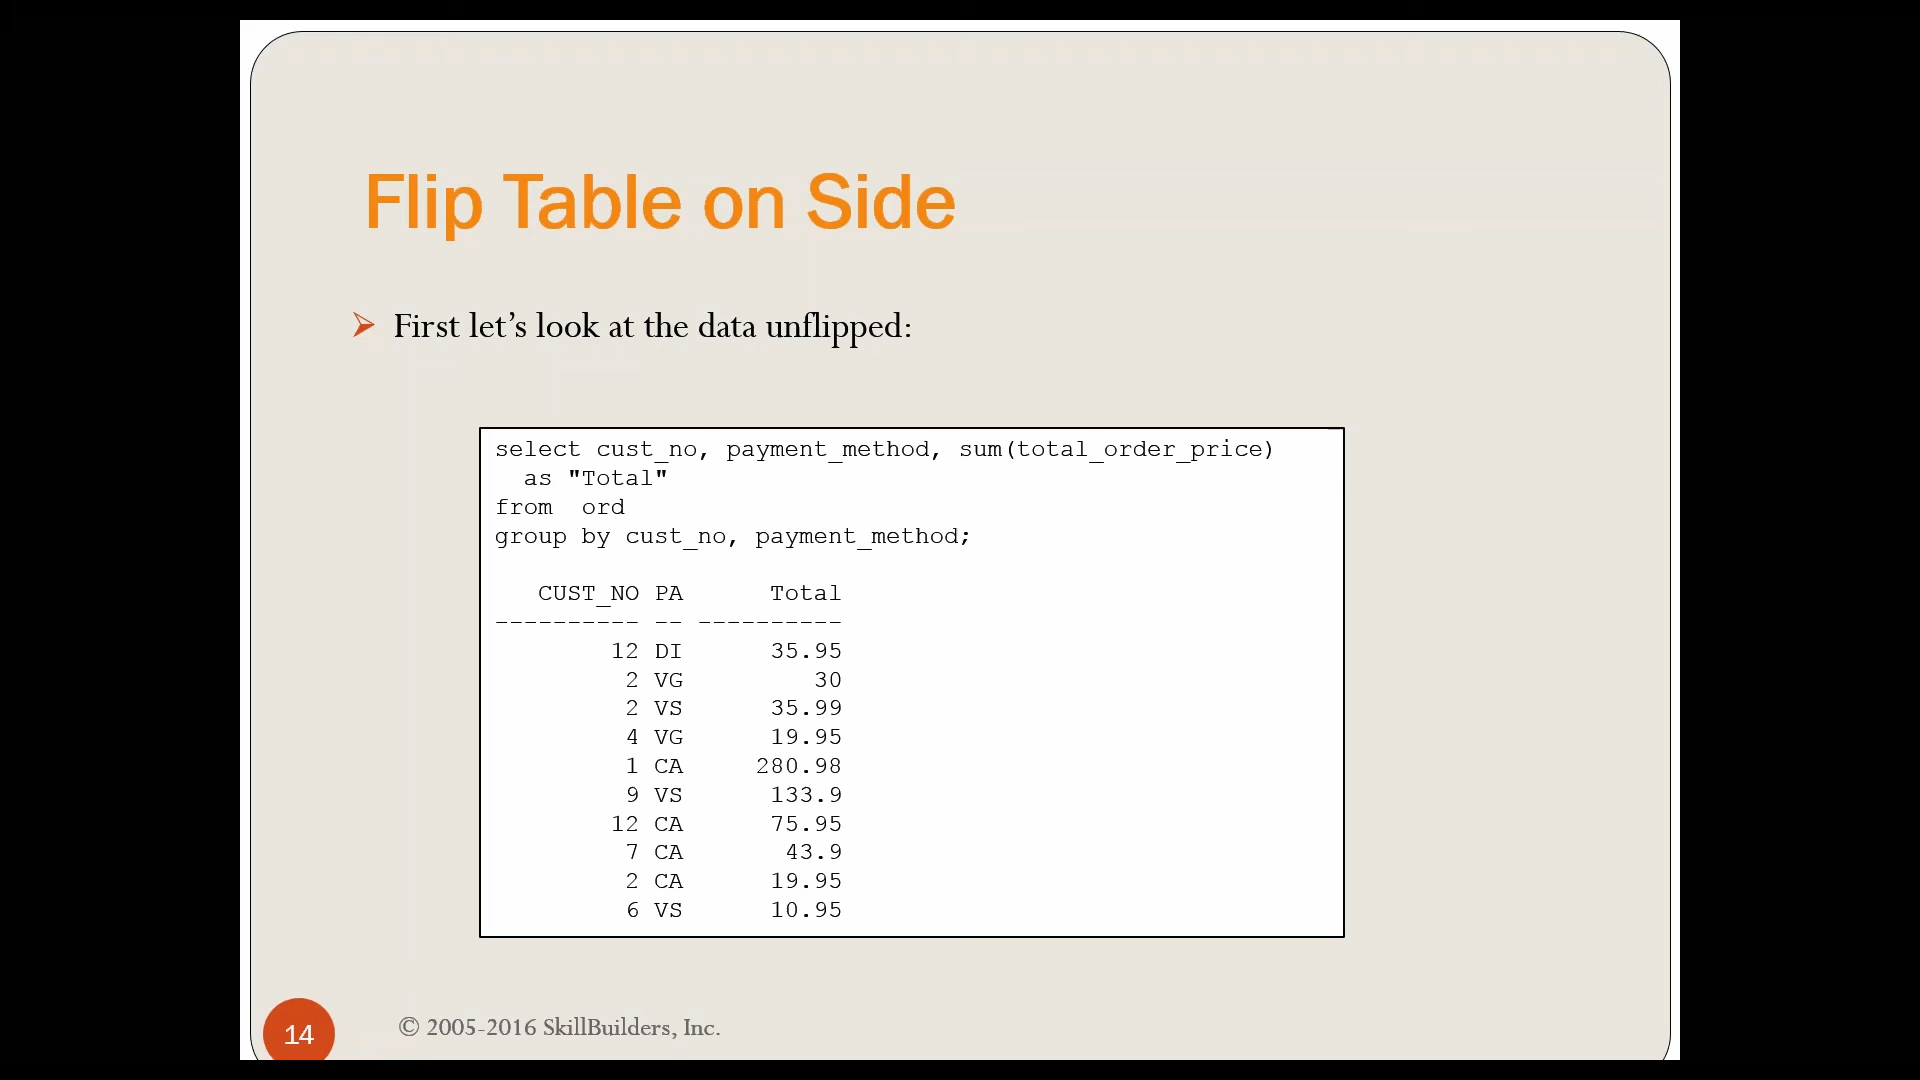 Flip Table on Side
First let’s look at the data unflipped:
select cust_no, payment_method, sum(total_order_price)
  as "Total"
from  ord
group by cust_no, payment_method;
   CUST_NO PA      Total
---------- -- ----------
        12 DI      35.95
         2 VG         30
         2 VS      35.99
         4 VG      19.95
         1 CA     280.98
         9 VS      133.9
        12 CA      75.95
         7 CA       43.9
         2 CA      19.95
         6 VS      10.95
14
© 2005-2016 SkillBuilders, Inc.